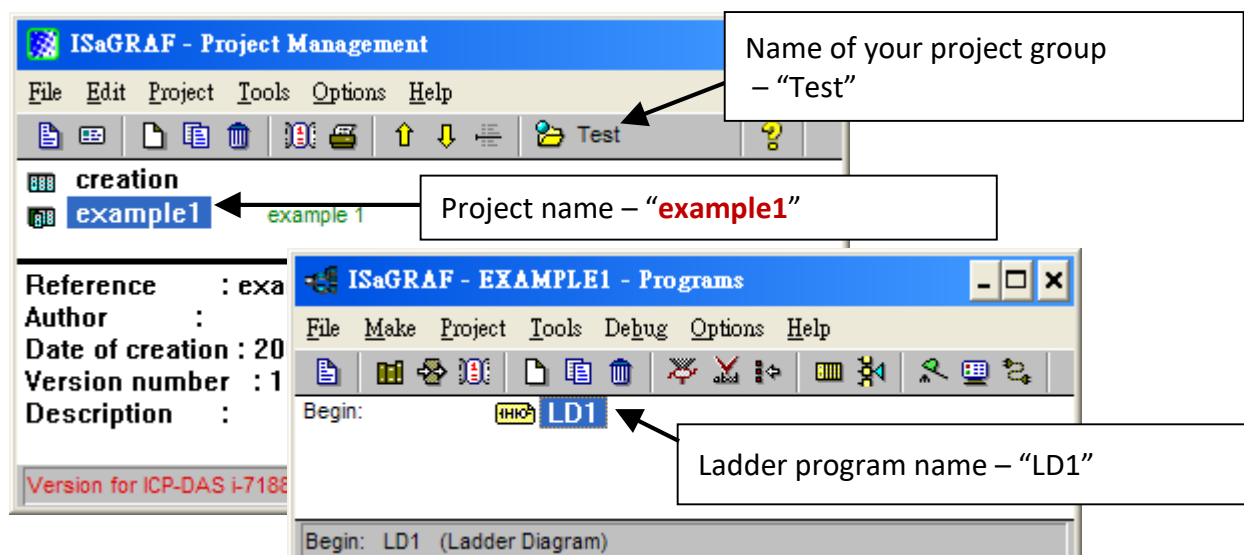 ISaGRAF - Project Management
File Edit Project Tools Options Help
Test
Name of your project group
– “Test”
creation
example1 example 1
Project name – “example1”
Reference : exa
Author :
Date of creation : 20
Version number : 1
Description :
Version for ICP-DAS i-7188
ISaGRAF - EXAMPLE1 - Programs
File Make Project Tools Debug Options Help
Begin: LD1
Ladder program name – “LD1”
Begin: LD1 (Ladder Diagram)